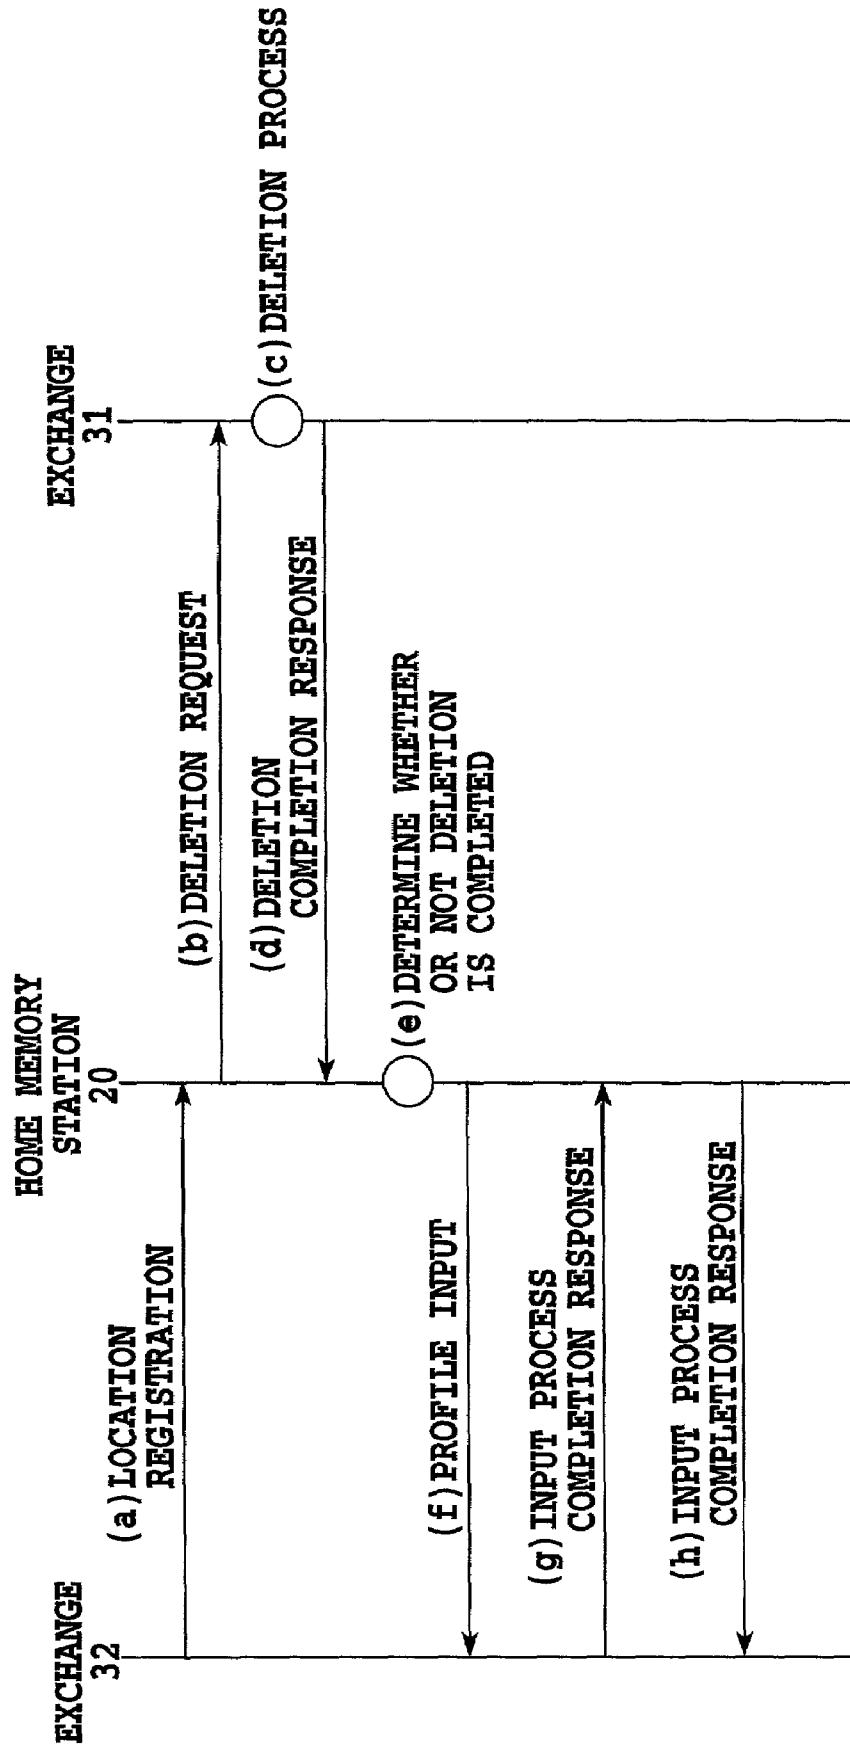 EXCHANGE
32
HOME MEMORY
STATION
20
EXCHANGE
31
(a)LOCATION
REGISTRATION
(b)DELETION REQUEST
(c)DELETION PROCESS
(d)DELETION
COMPLETION RESPONSE
(e)DETERMINE WHETHER
OR NOT DELETION
IS COMPLETED
(f)PROFILE INPUT
(g)INPUT PROCESS
COMPLETION RESPONSE
(h)INPUT PROCESS
COMPLETION RESPONSE